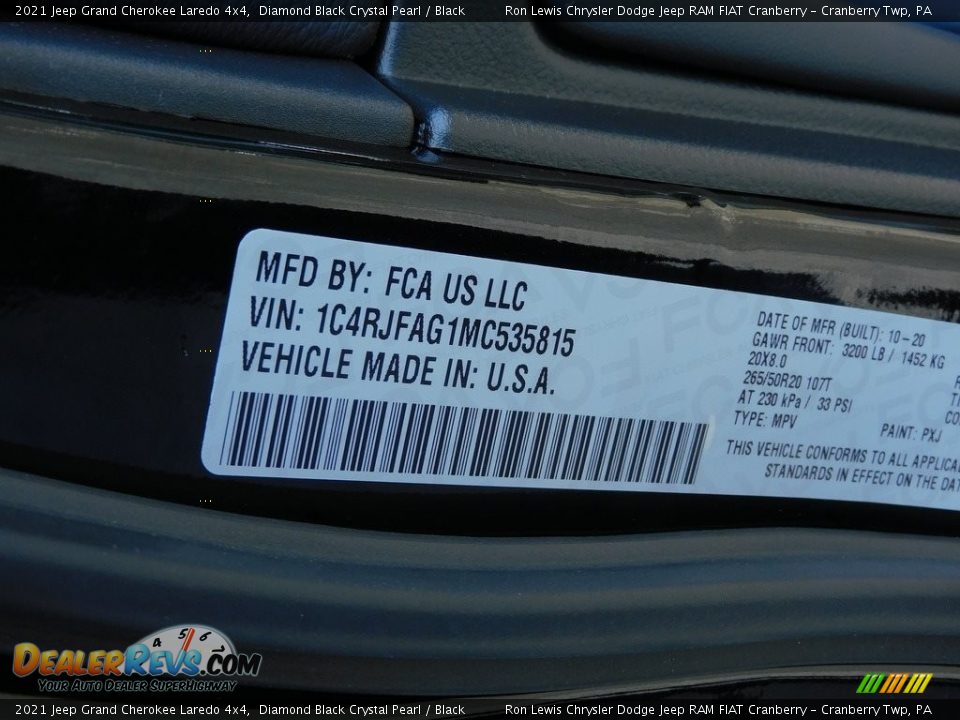 2021 Jeep Grand Cherokee Laredo 4x4, Diamond Black Crystal Pearl / Black Ron Lewis Chrysler Dodge Jeep RAM FIAT Cranberry - Cranberry Twp, PA
MFD BY: FCA US LLC
VIN: 1C4RJFAG1MC535815
VEHICLE MADE IN: U.S.A.
DATE OF MFR (BUILT): 10-20
GAWR FRONT: 3200 LB / 1452 KG
20X8.0
265/50R20 107T
AT 230 kPa / 33 PSI
TYPE: MPV
PAINT: PXJ
THIS VEHICLE CONFORMS TO ALL APPLICA
STANDARDS IN EFFECT ON THE DAT
4 5 6
DealerRevs.com
Your Auto Dealer SuperHighway
2021 Jeep Grand Cherokee Laredo 4x4, Diamond Black Crystal Pearl / Black Ron Lewis Chrysler Dodge Jeep RAM FIAT Cranberry - Cranberry Twp, PA